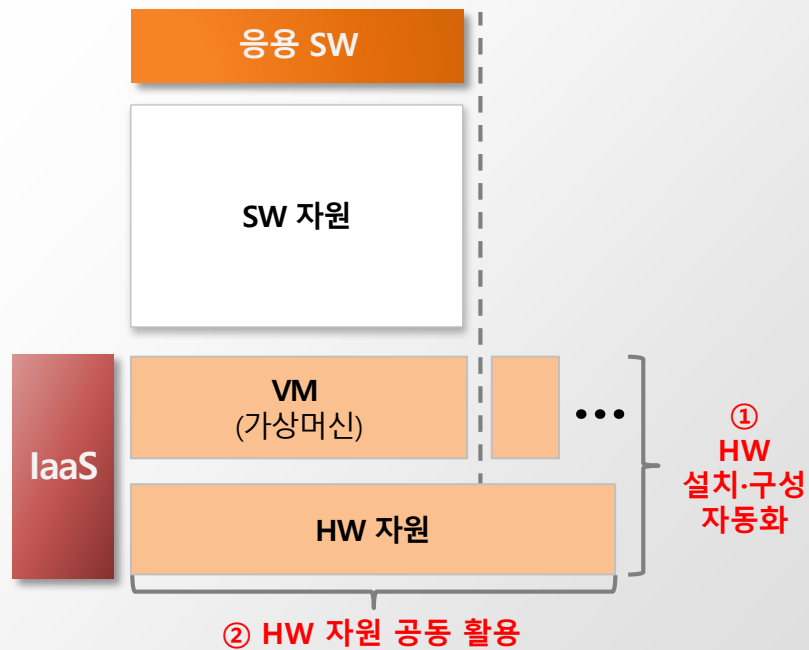 응용 SW
SW 자원
IaaS
VM
(가상머신)
•••
①
HW
설치·구성
자동화
HW 자원
② HW 자원 공동 활용